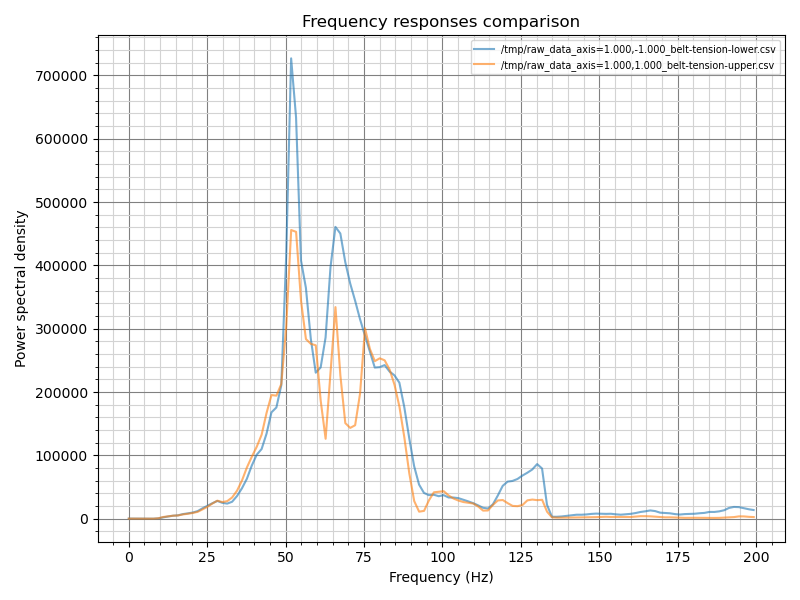 Frequency responses comparison
/tmp/raw_data_axis=1.000,-1.000_belt-tension-lower.csv
/tmp/raw_data_axis=1.000,1.000_belt-tension-upper.csv
Power spectral density
700000
600000
500000
400000
300000
200000
100000
0
0 25 50 75 100 125 150 175 200
Frequency (Hz)